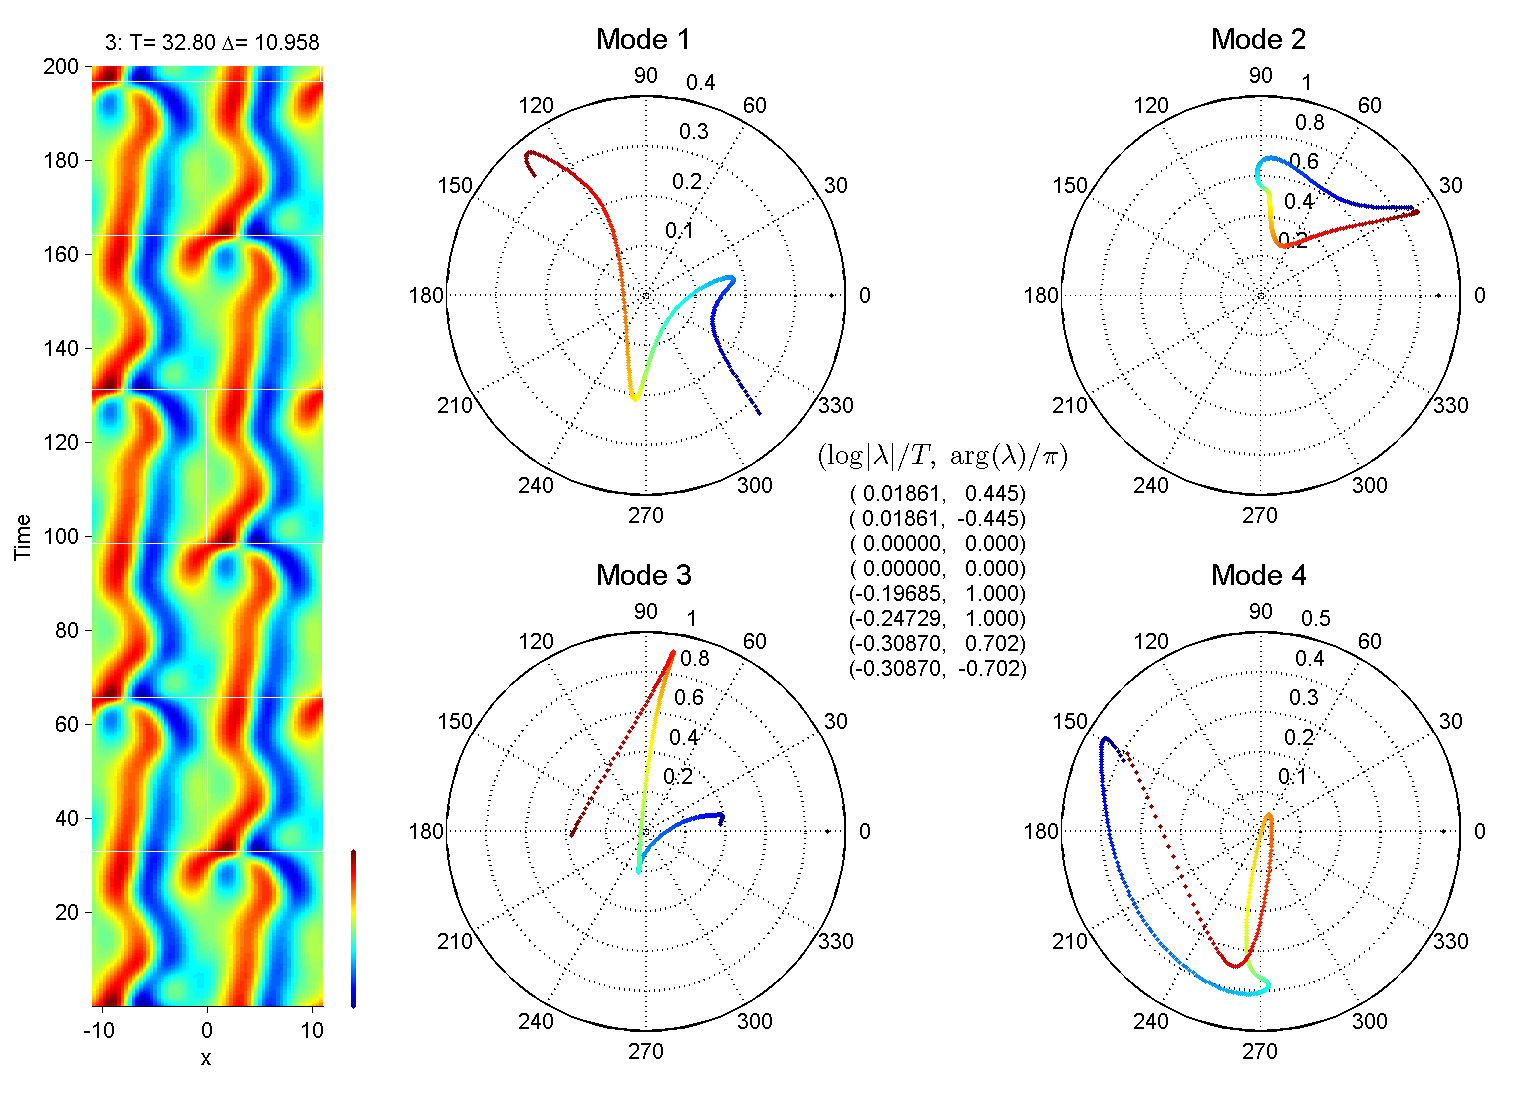 3: T= 32.80 Δ= 10.958
200
180
160
140
120
100
80
60
40
20
Time
-10 0 10
x
Mode 1
90 0.4
120 60
0.3
150 0.2 30
0.1
180 0
210 330
240 300
270
Mode 2
90 1
120 60
0.8
150 0.6 30
0.4
0.2
180 0
210 330
240 300
270
(log|λ|/T, arg(λ)/π)
( 0.01861, 0.445)
( 0.01861, -0.445)
( 0.00000, 0.000)
( 0.00000, 0.000)
(-0.19685, 1.000)
(-0.24729, 1.000)
(-0.30870, 0.702)
(-0.30870, -0.702)
Mode 3
90 1
120 60
0.8
150 0.6 30
0.4
0.2
180 0
210 330
240 300
270
Mode 4
90 0.5
120 60
0.4
150 0.3 30
0.2
0.1
180 0
210 330
240 300
270